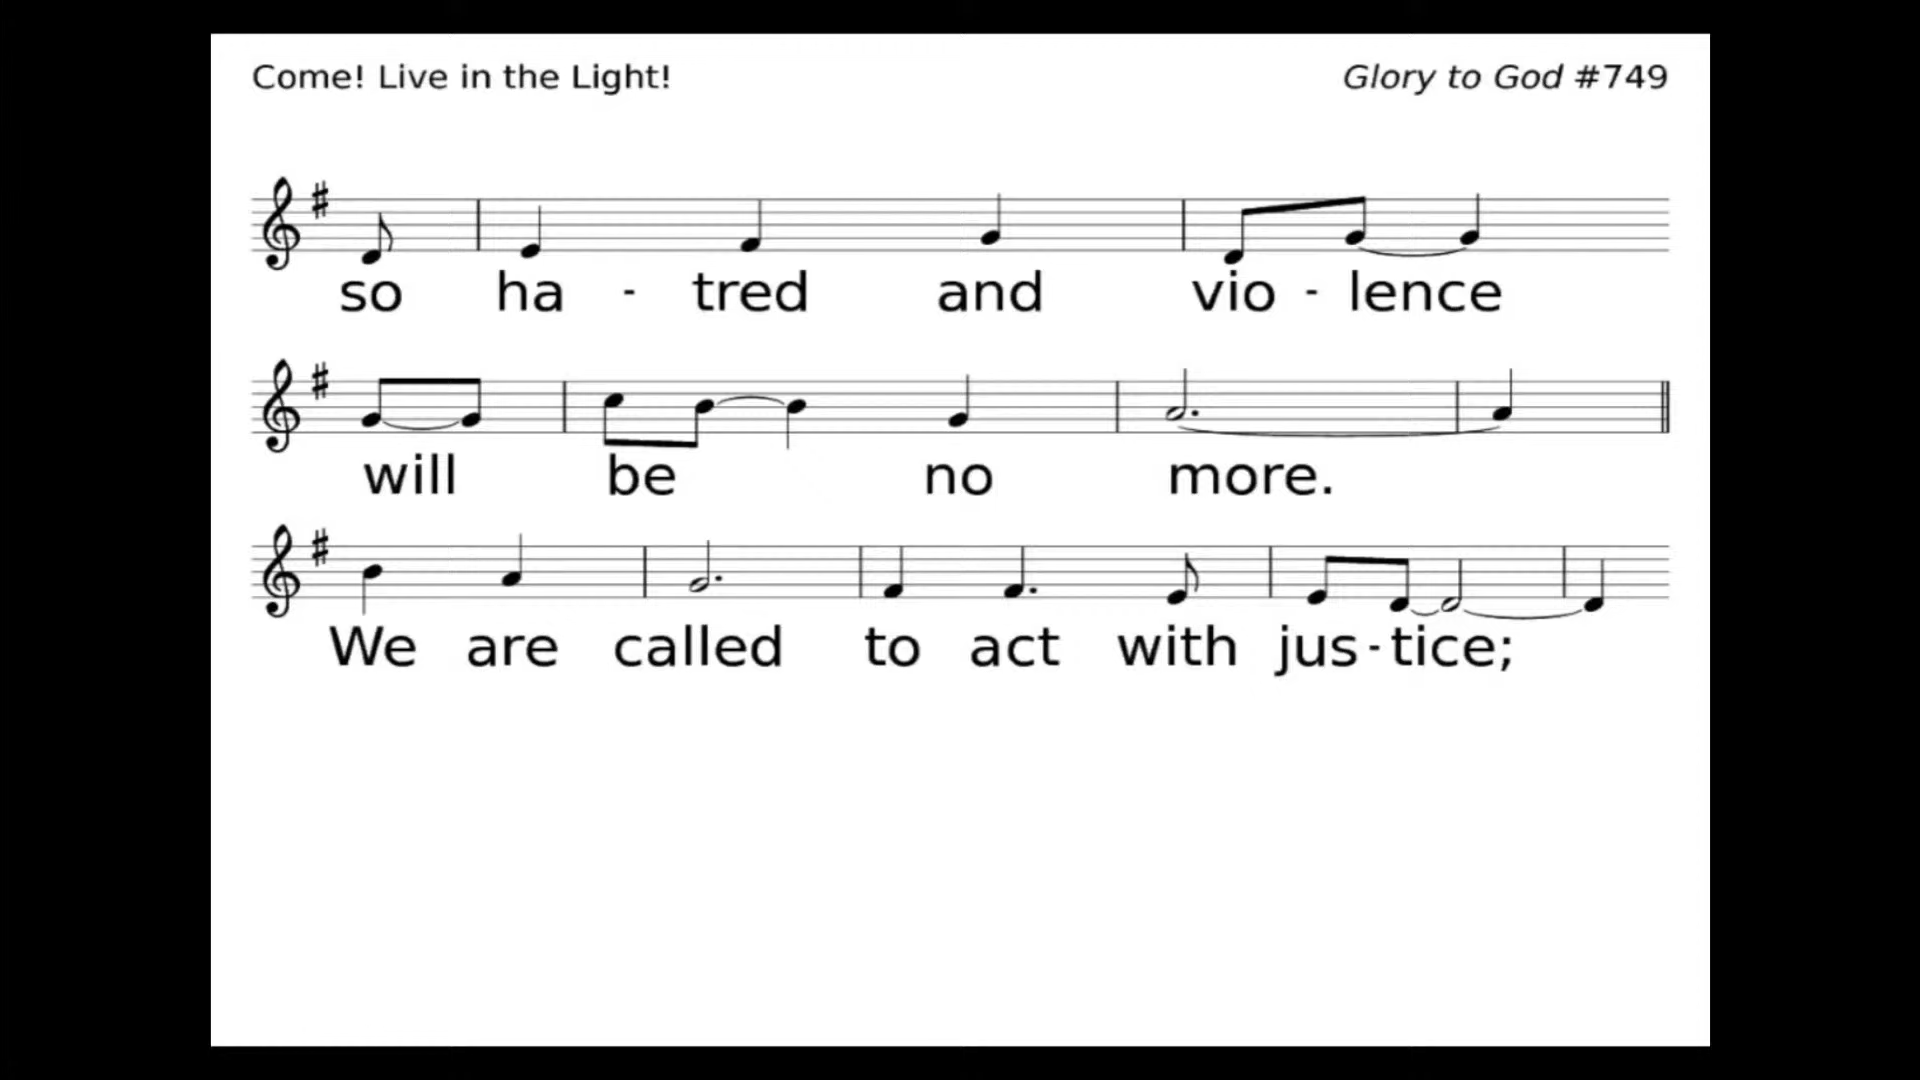 Come! Live in the Light!
Glory to God #749
so ha - tred and vio - lence
will be no more.
We are called to act with jus - tice;